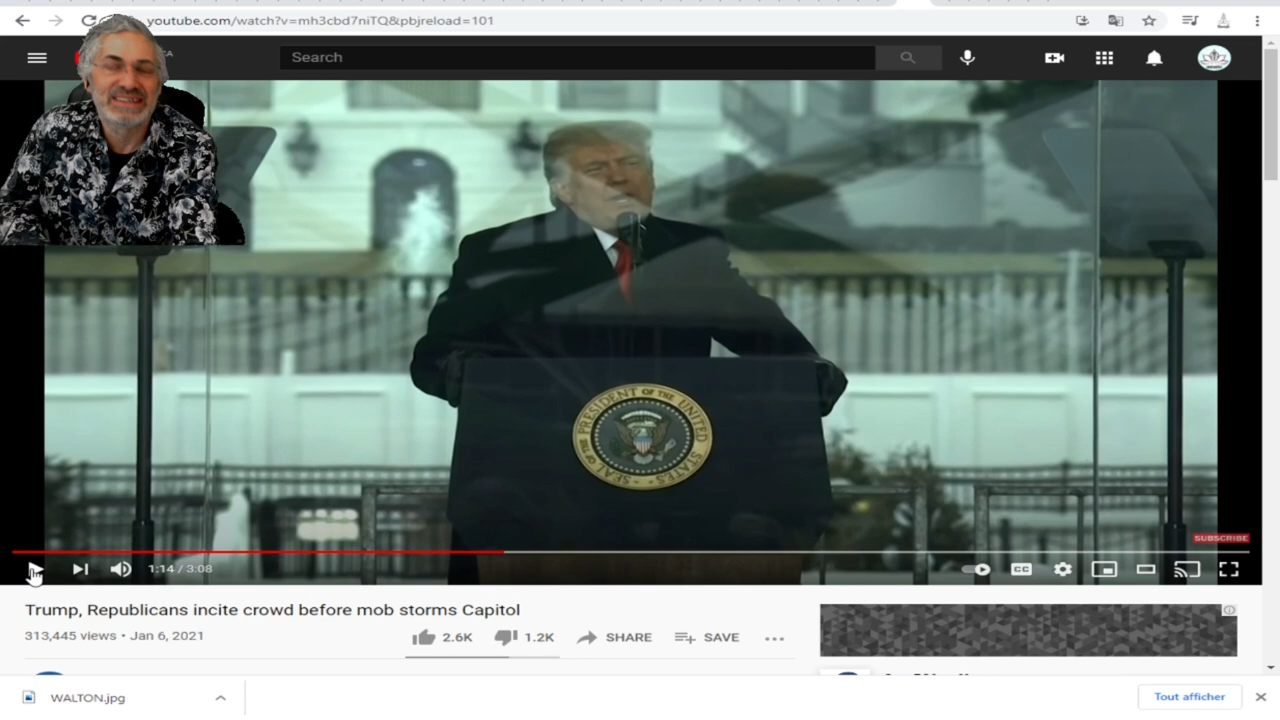 youtube.com/watch?v=mh3cbd7niTQ&pbjreload=101
CA
Search
PRESIDENT OF THE UNITED STATES
SEAL OF THE
SUBSCRIBE
1:14 / 3:08
CC
Trump, Republicans incite crowd before mob storms Capitol
313,445 views • Jan 6, 2021
2.6K 1.2K SHARE SAVE
WALTON.jpg
Tout afficher